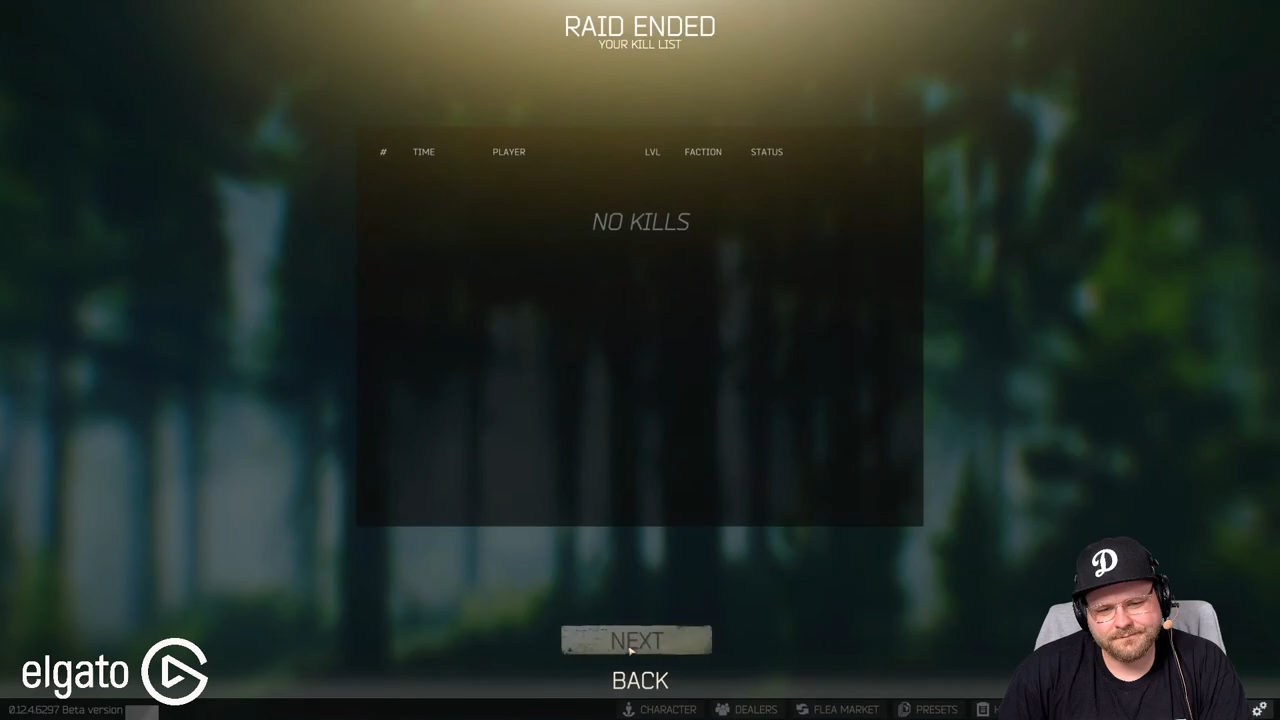 RAID ENDED
YOUR KILL LIST
# TIME PLAYER LVL FACTION STATUS
NO KILLS
D
NEXT
BACK
elgato
0.12.4.6297 Beta version CHARACTER DEALERS FLEA MARKET PRESETS H